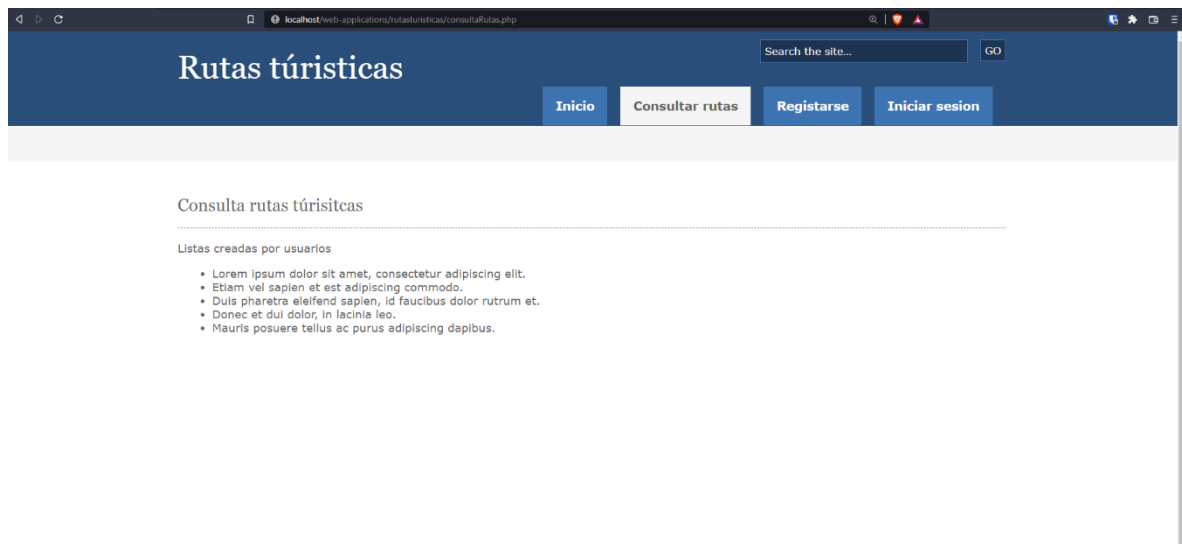 localhost/web-applications/rutasturisticas/consultaRutas.php
Rutas túristicas
Search the site...
GO
Inicio
Consultar rutas
Registarse
Iniciar sesion
Consulta rutas túrisitcas
Listas creadas por usuarios
Lorem ipsum dolor sit amet, consectetur adipiscing elit.
Etiam vel sapien et est adipiscing commodo.
Duis pharetra eleifend sapien, id faucibus dolor rutrum et.
Donec et dui dolor, in lacinia leo.
Mauris posuere tellus ac purus adipiscing dapibus.